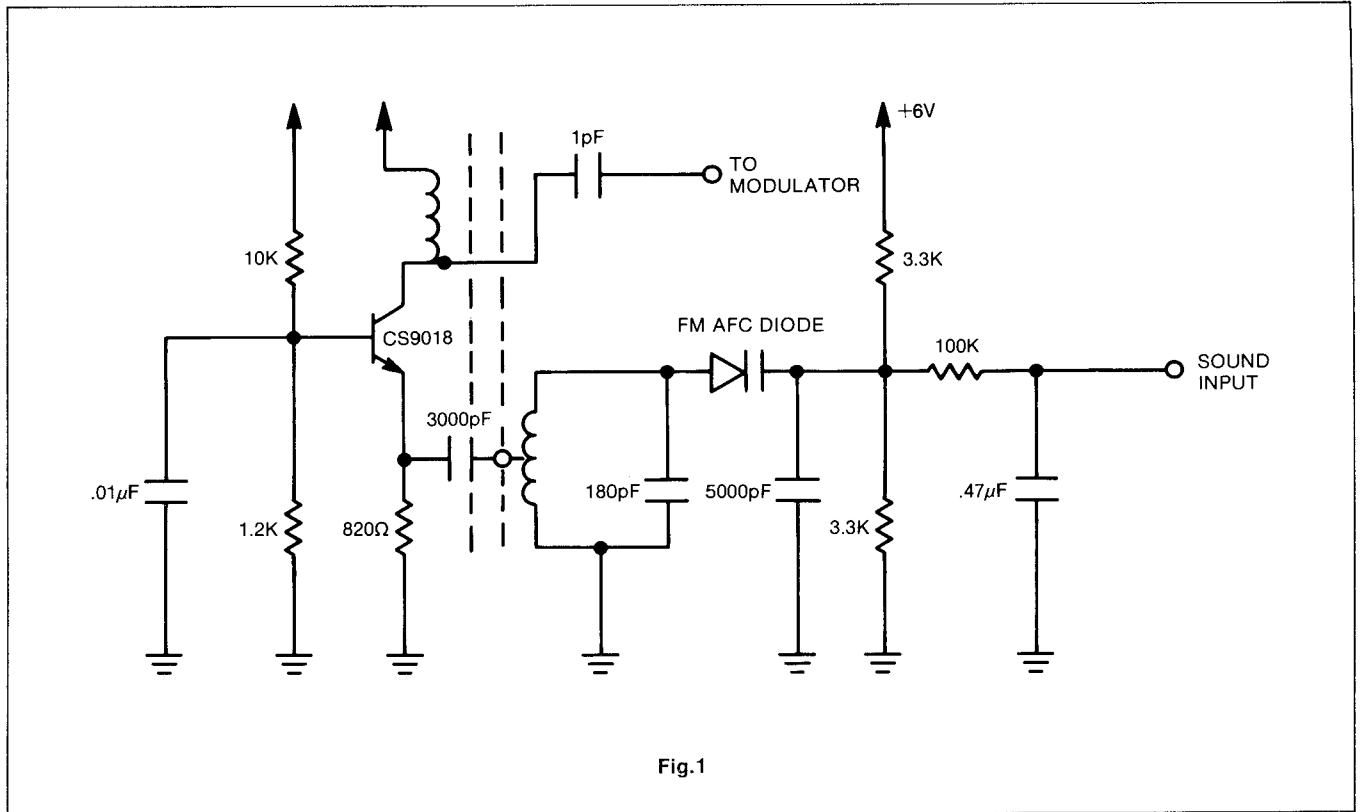 +6V
1pF
TO
MODULATOR
10K
3.3K
CS9018
FM AFC DIODE
100K
SOUND
INPUT
3000pF
.01μF
1.2K
820Ω
180pF
5000pF
3.3K
.47μF
Fig.1